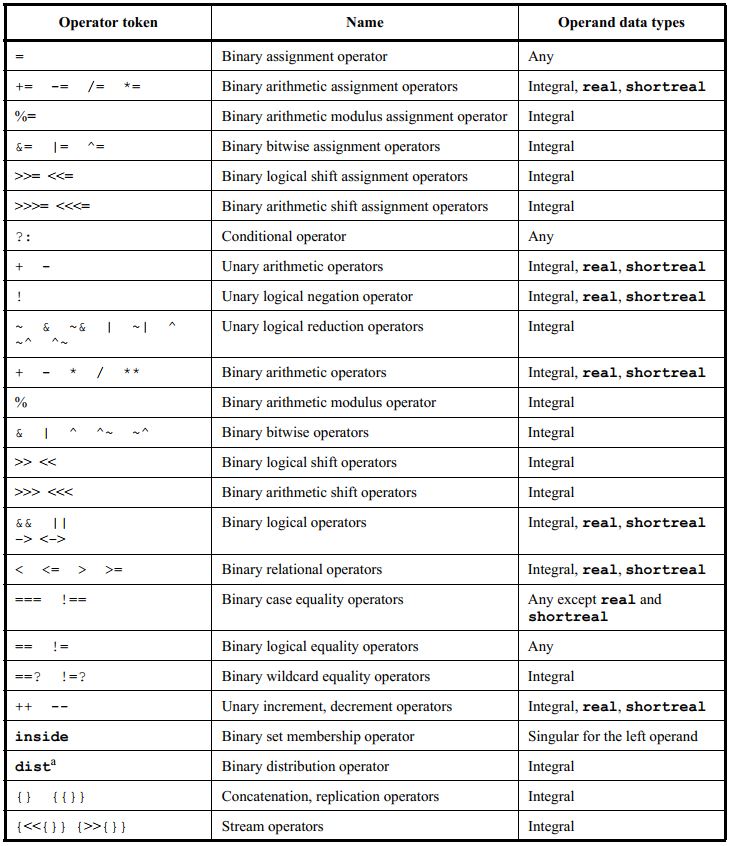 Operator token Name Operand data types
= Binary assignment operator Any
+= -= /= *= Binary arithmetic assignment operators Integral, real, shortreal
%= Binary arithmetic modulus assignment operator Integral
&= |= ^= Binary bitwise assignment operators Integral
>>= <<= Binary logical shift assignment operators Integral
>>>= <<<= Binary arithmetic shift assignment operators Integral
?: Conditional operator Any
+ - Unary arithmetic operators Integral, real, shortreal
! Unary logical negation operator Integral, real, shortreal
~ & ~& | ~| ^ Unary logical reduction operators Integral
~^ ^~
+ - * / ** Binary arithmetic operators Integral, real, shortreal
% Binary arithmetic modulus operator Integral
& | ^ ^~ ~^ Binary bitwise operators Integral
>> << Binary logical shift operators Integral
>>> <<< Binary arithmetic shift operators Integral
&& || Binary logical operators Integral, real, shortreal
-> <->
< <= > >= Binary relational operators Integral, real, shortreal
=== !== Binary case equality operators Any except real and
shortreal
== != Binary logical equality operators Any
==? !=? Binary wildcard equality operators Integral
++ -- Unary increment, decrement operators Integral, real, shortreal
inside Binary set membership operator Singular for the left operand
dist a Binary distribution operator Integral
{} {{}} Concatenation, replication operators Integral
{<<{}} {>>{}} Stream operators Integral